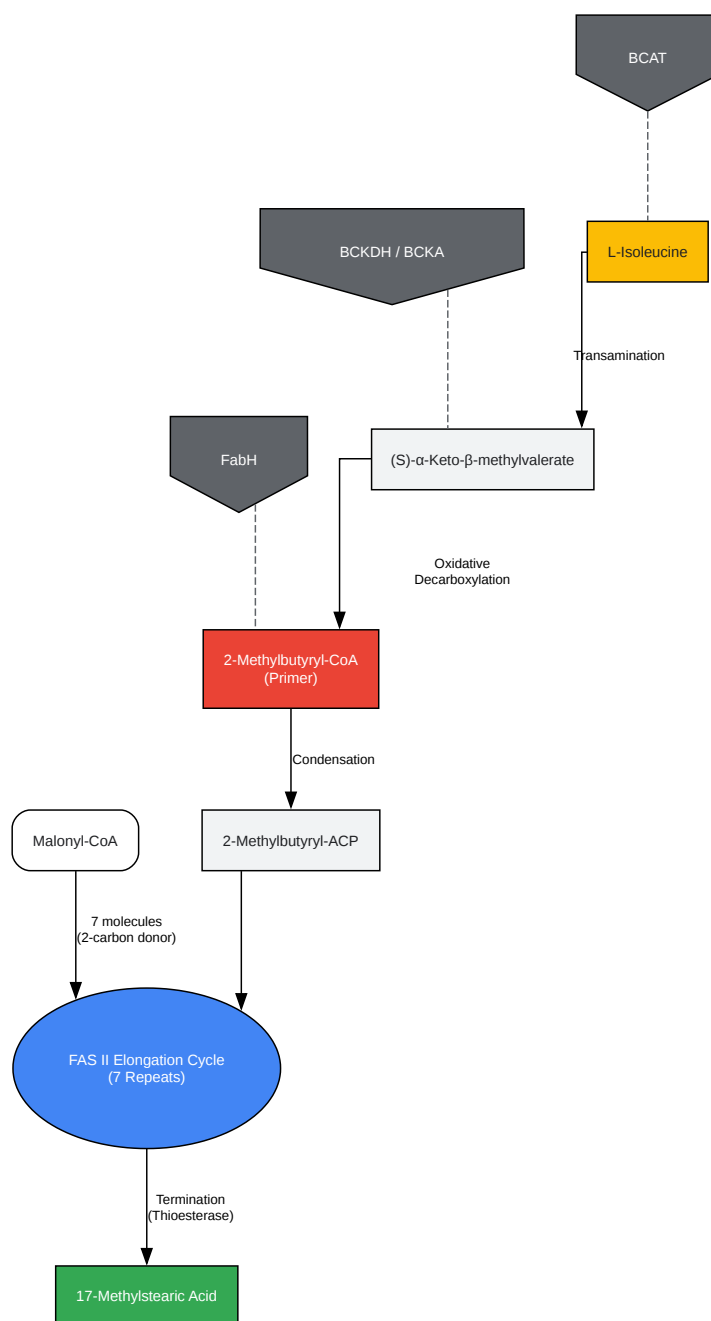 BCAT
BCKDH / BCKA
L-Isoleucine
Transamination
FabH
(S)-α-Keto-β-methylvalerate
Oxidative
Decarboxylation
2-Methylbutyryl-CoA
(Primer)
Condensation
Malonyl-CoA
2-Methylbutyryl-ACP
7 molecules
(2-carbon donor)
FAS II Elongation Cycle
(7 Repeats)
Termination
(Thioesterase)
17-Methylstearic Acid